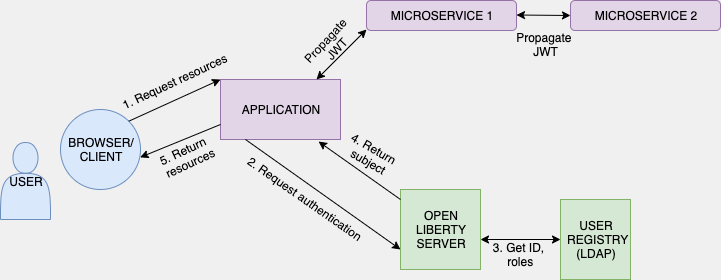 MICROSERVICE 1
MICROSERVICE 2
Propagate
JWT
Propagate
JWT
1. Request resources
APPLICATION
BROWSER/
CLIENT
5. Return
resources
4. Return
subject
2. Request authentication
USER
OPEN
LIBERTY
SERVER
3. Get ID,
roles
USER
REGISTRY
(LDAP)